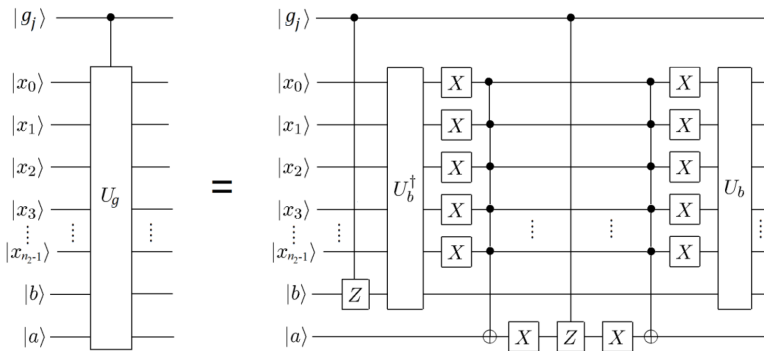 |g_j⟩ |g_j⟩
|x_0⟩ |x_0⟩ X X
|x_1⟩ |x_1⟩ X X
|x_2⟩ |x_2⟩ X X
U_g = U_b^† U_b
|x_3⟩ |x_3⟩ X X
|x_{n_2-1}⟩ |x_{n_2-1}⟩ X X
|b⟩ |b⟩ Z
|a⟩ |a⟩ X Z X